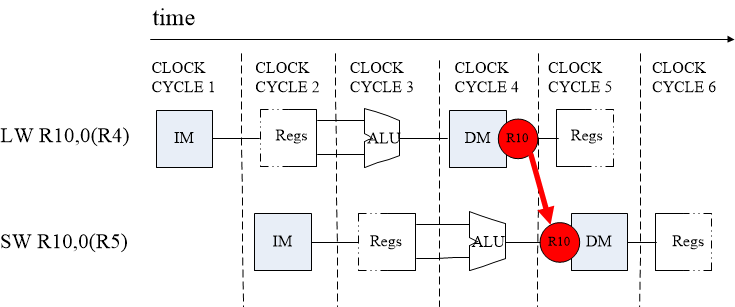 time
CLOCK CYCLE 1
CLOCK CYCLE 2
CLOCK CYCLE 3
CLOCK CYCLE 4
CLOCK CYCLE 5
CLOCK CYCLE 6
LW R10,0(R4)
IM
Regs
ALU
DM
R10
Regs
SW R10,0(R5)
IM
Regs
ALU
R10
DM
Regs